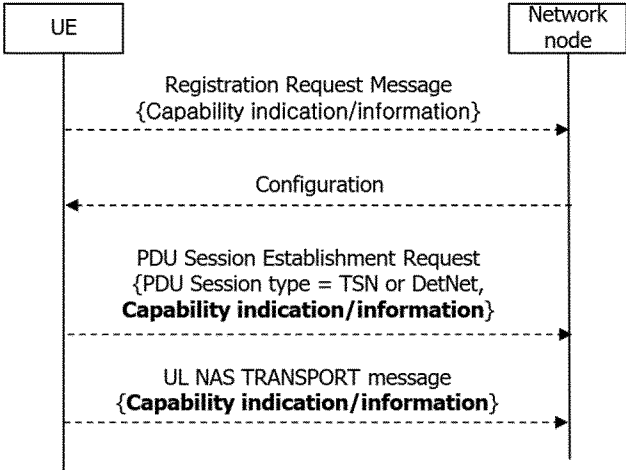 UE
Network
node
Registration Request Message
{Capability indication/information}
Configuration
PDU Session Establishment Request
{PDU Session type = TSN or DetNet,
Capability indication/information}
UL NAS TRANSPORT message
{Capability indication/information}